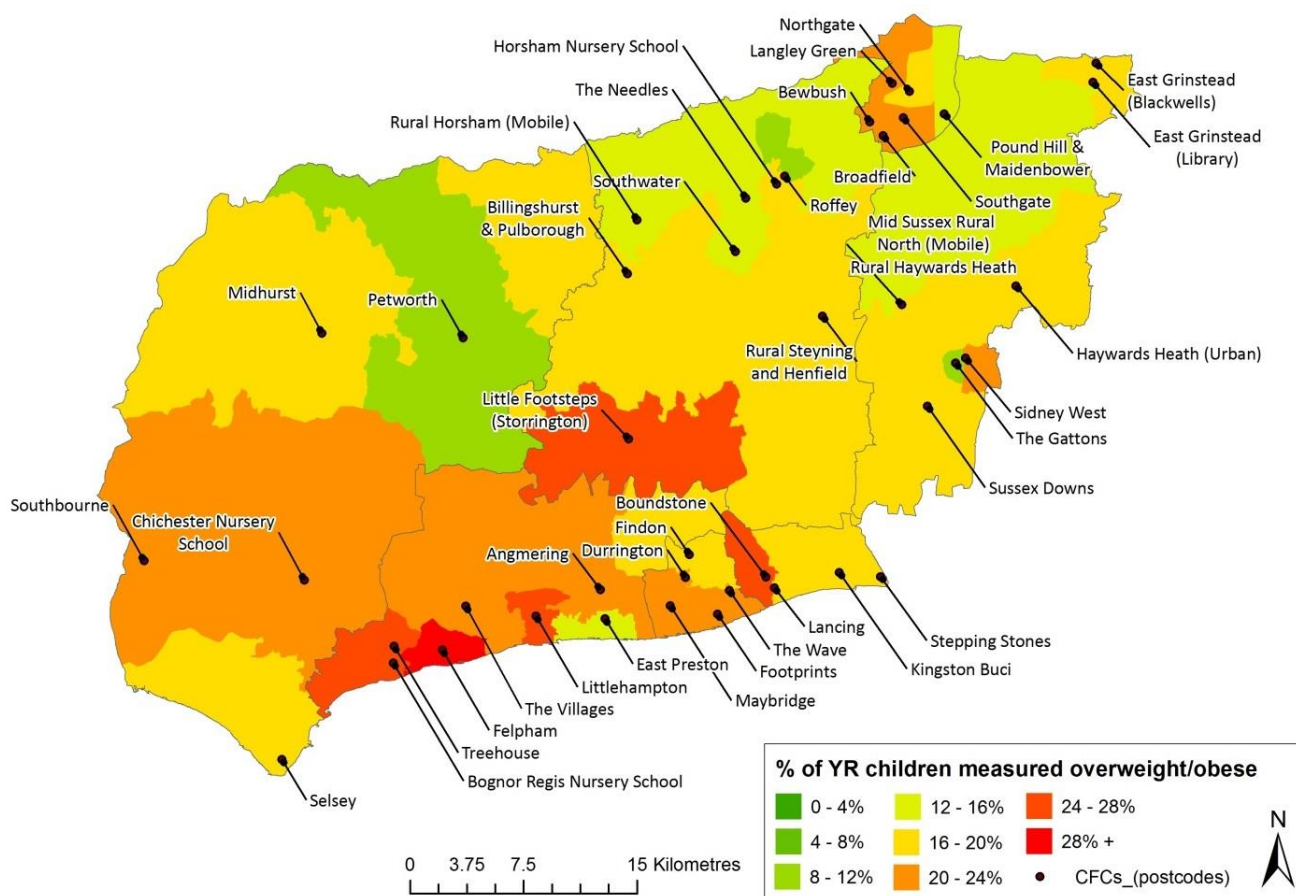 Northgate
Langley Green
Horsham Nursery School
The Needles
Bewbush
Rural Horsham (Mobile)
East Grinstead
(Blackwells)
East Grinstead
(Library)
Pound Hill &
Maidenbower
Broadfield
Southgate
Southwater
Roffey
Billingshurst
& Pulborough
Mid Sussex Rural
North (Mobile)
Rural Haywards Heath
Midhurst
Petworth
Haywards Heath (Urban)
Rural Steyning
and Henfield
Little Footsteps
(Storrington)
Sidney West
The Gattons
Sussex Downs
Southbourne
Chichester Nursery
School
Boundstone
Findon
Durrington
Angmering
Lancing
Stepping Stones
The Wave
Kingston Buci
Footprints
East Preston
Maybridge
Littlehampton
The Villages
Felpham
Treehouse
Bognor Regis Nursery School
Selsey
% of YR children measured overweight/obese
0 - 4%
4 - 8%
8 - 12%
12 - 16%
16 - 20%
20 - 24%
24 - 28%
28% +
CFCs_(postcodes)
N
0 3.75 7.5 15 Kilometres